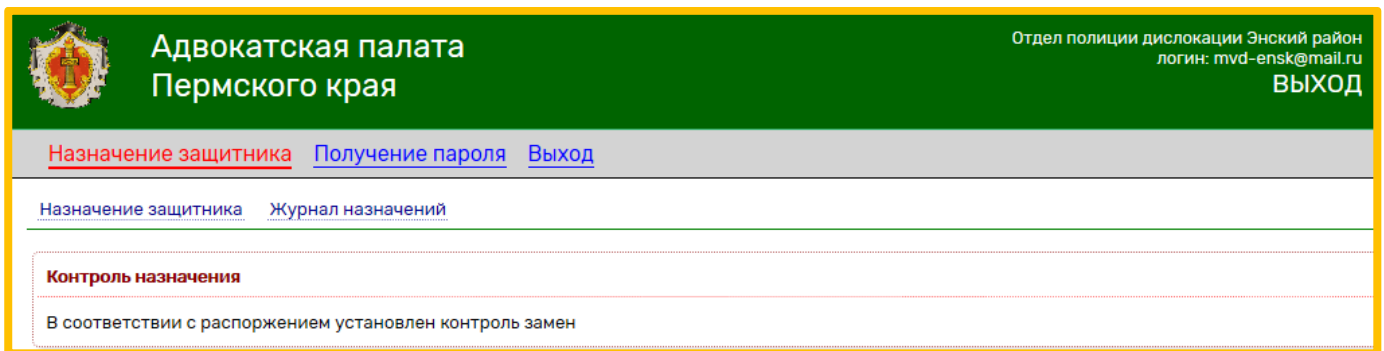 Адвокатская палата
Пермского края
Отдел полиции дислокации Энский район
логин: mvd-ensk@mail.ru
ВЫХОД
Назначение защитника Получение пароля Выход
Назначение защитника Журнал назначений
Контроль назначения
В соответствии с распоржением установлен контроль замен